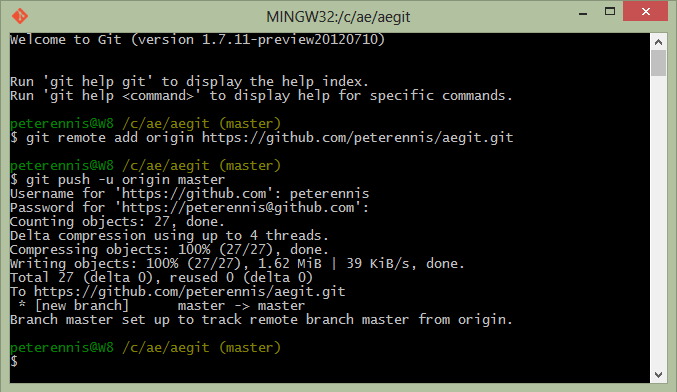 MINGW32:/c/ae/aegit
Welcome to Git (version 1.7.11-preview20120710)
Run 'git help git' to display the help index.
Run 'git help <command>' to display help for specific commands.
peterennis@W8 /c/ae/aegit (master)
$ git remote add origin https://github.com/peterennis/aegit.git
peterennis@W8 /c/ae/aegit (master)
$ git push -u origin master
Username for 'https://github.com': peterennis
Password for 'https://peterennis@github.com':
Counting objects: 27, done.
Delta compression using up to 4 threads.
Compressing objects: 100% (27/27), done.
Writing objects: 100% (27/27), 1.62 MiB | 39 KiB/s, done.
Total 27 (delta 0), reused 0 (delta 0)
To https://github.com/peterennis/aegit.git
 * [new branch]      master -> master
Branch master set up to track remote branch master from origin.
peterennis@W8 /c/ae/aegit (master)
$